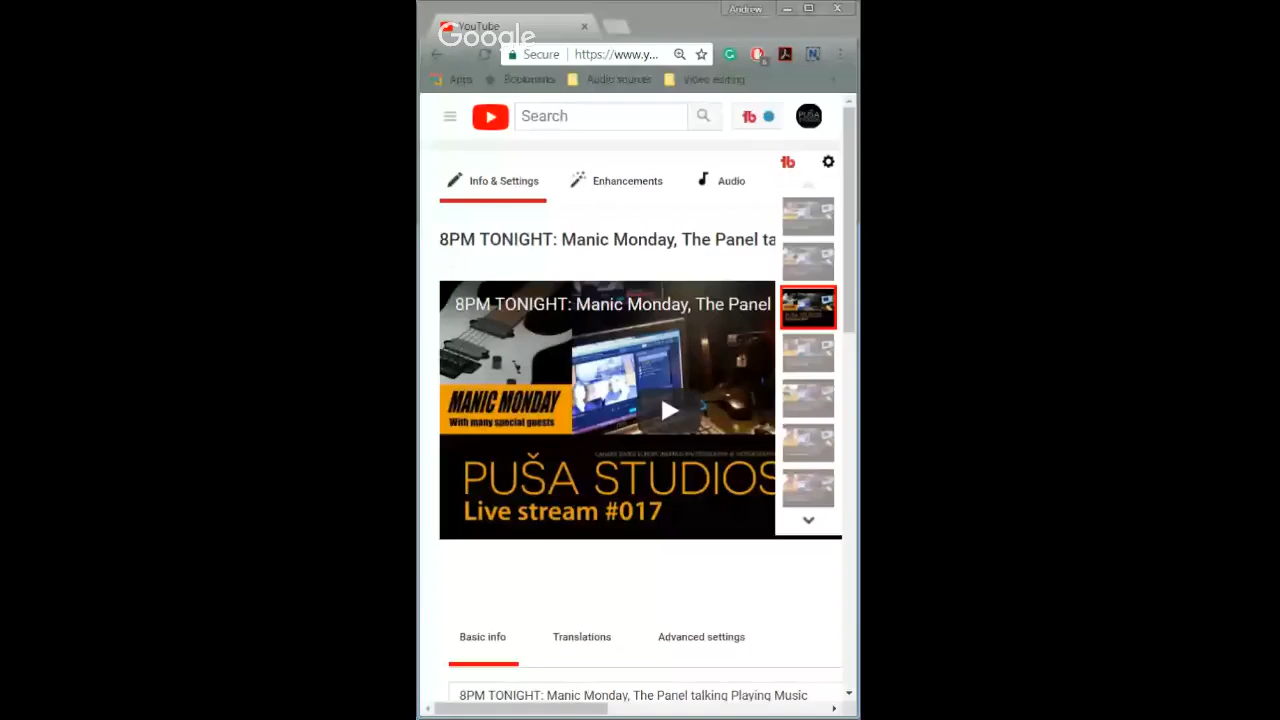 Andrew
YouTube
Google
Secure
https://www.y...
Apps
Bookmarks
Audio sources
Video editing
Search
Info & Settings
Enhancements
Audio
8PM TONIGHT: Manic Monday, The Panel ta
8PM TONIGHT: Manic Monday, The Panel
MANIC MONDAY
With many special guests
PUŠA STUDIOS
Live stream #017
Basic info
Translations
Advanced settings
8PM TONIGHT: Manic Monday, The Panel talking Playing Music